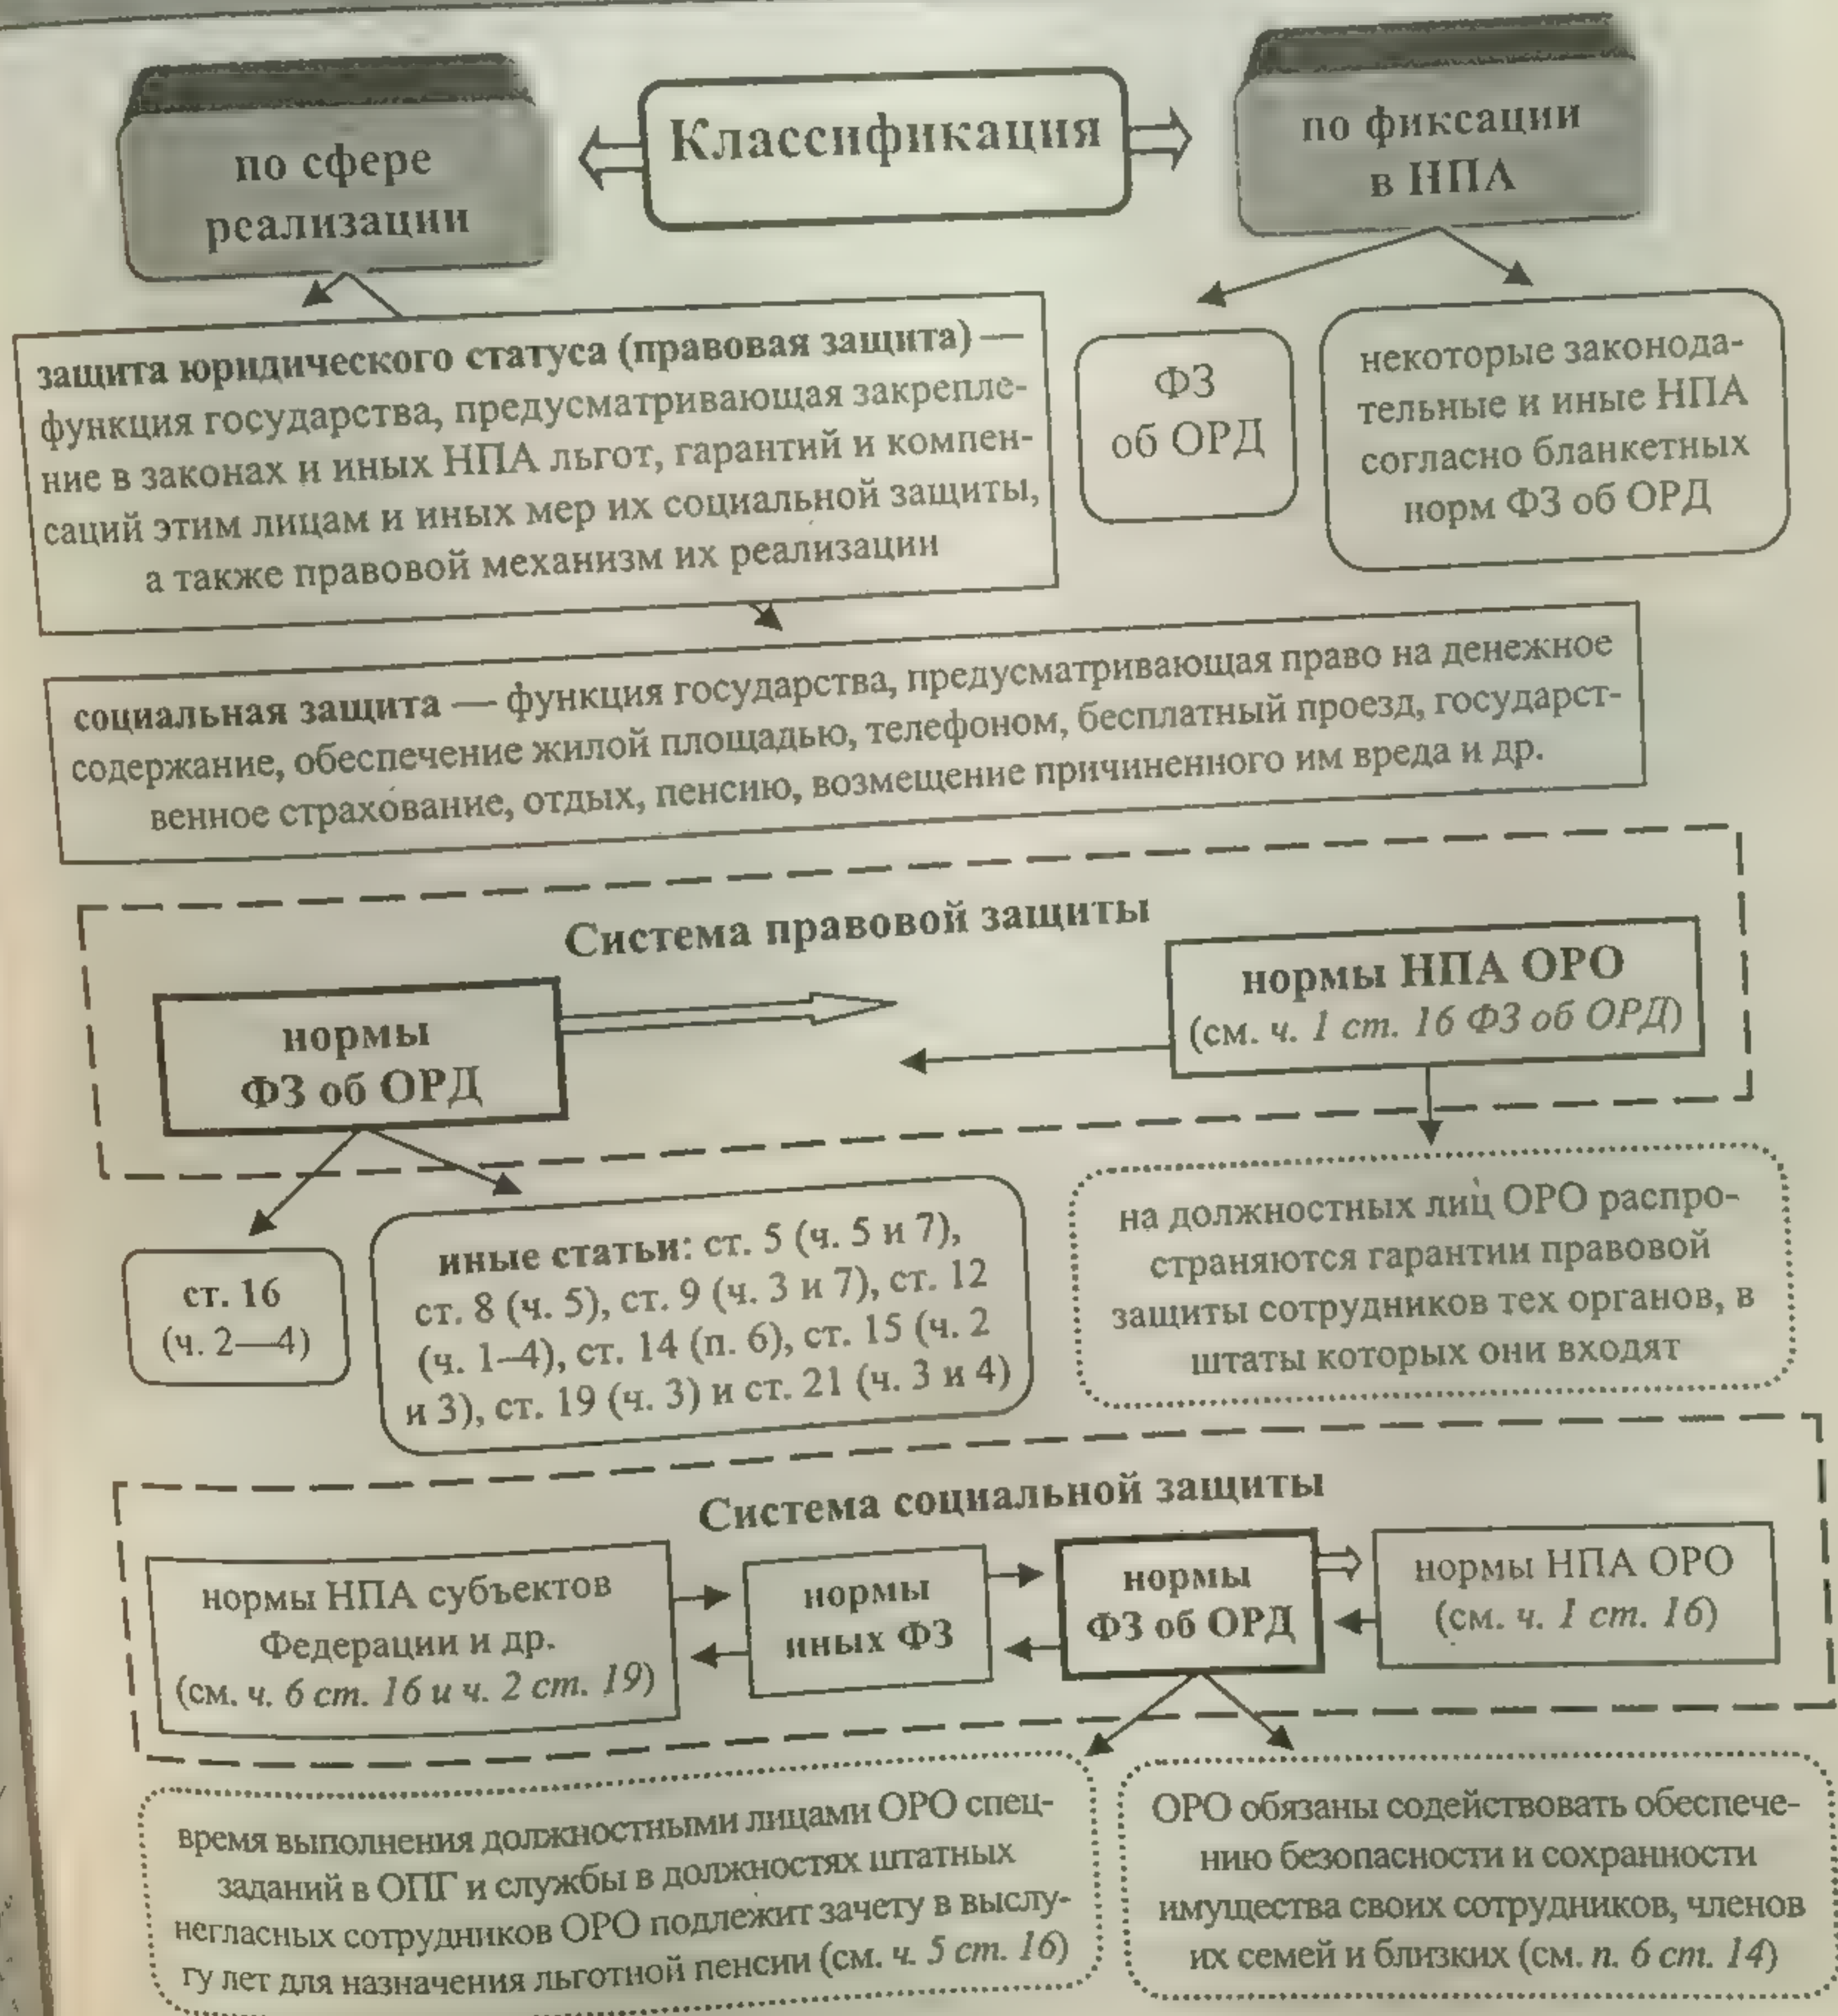 Классификация
по сфере
реализации
по фиксации
в НПА
защита юридического статуса (правовая защита) —
функция государства, предусматривающая закрепле-
ние в законах и иных НПА льгот, гарантий и компен-
саций этим лицам и иных мер их социальной защиты,
а также правовой механизм их реализации
ФЗ
об ОРД
некоторые законода-
тельные и иные НПА
согласно бланкетных
норм ФЗ об ОРД
социальная защита — функция государства, предусматривающая право на денежное
содержание, обеспечение жилой площадью, телефоном, бесплатный проезд, государст-
венное страхование, отдых, пенсию, возмещение причиненного им вреда и др.
Система правовой защиты
нормы
ФЗ об ОРД
нормы НПА ОРО
(см. ч. 1 ст. 16 ФЗ об ОРД)
ст. 16
(ч. 2—4)
иные статьи: ст. 5 (ч. 5 и 7),
ст. 8 (ч. 5), ст. 9 (ч. 3 и 7), ст. 12
(ч. 1–4), ст. 14 (п. 6), ст. 15 (ч. 2
и 3), ст. 19 (ч. 3) и ст. 21 (ч. 3 и 4)
на должностных лиц ОРО распро-
страняются гарантии правовой
защиты сотрудников тех органов, в
штаты которых они входят
Система социальной защиты
нормы НПА субъектов
Федерации и др.
(см. ч. 6 ст. 16 и ч. 2 ст. 19)
нормы
иных ФЗ
нормы
ФЗ об ОРД
нормы НПА ОРО
(см. ч. 1 ст. 16)
время выполнения должностными лицами ОРО спец-
заданий в ОПГ и службы в должностях штатных
негласных сотрудников ОРО подлежит зачету в выслу-
гу лет для назначения льготной пенсии (см. ч. 5 ст. 16)
ОРО обязаны содействовать обеспече-
нию безопасности и сохранности
имущества своих сотрудников, членов
их семей и близких (см. п. 6 ст. 14)